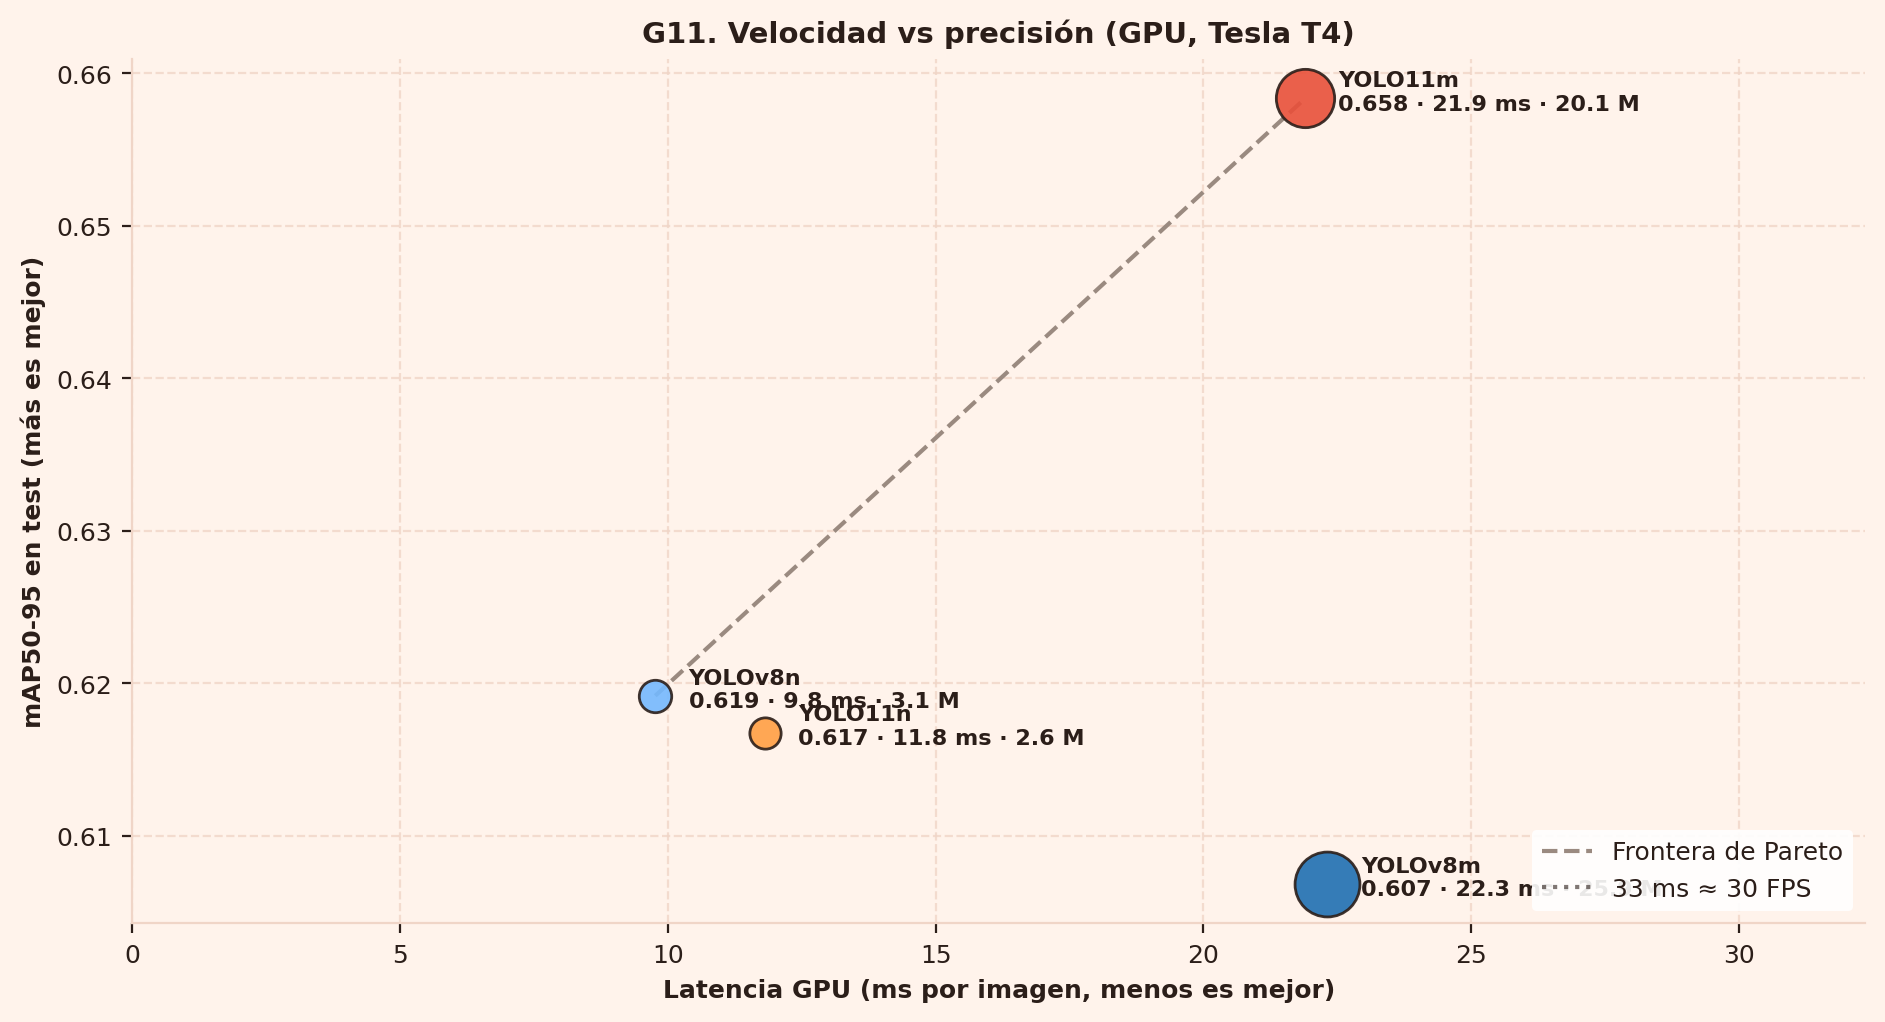 G11. Velocidad vs precisión (GPU, Tesla T4)
mAP50-95 en test (más es mejor)
0.66
0.65
0.64
0.63
0.62
0.61
YOLO11m
0.658 · 21.9 ms · 20.1 M
YOLOv8n
0.619 · 9.8 ms · 3.1 M
YOLO11n
0.617 · 11.8 ms · 2.6 M
YOLOv8m
0.607 · 22.3 ms
Frontera de Pareto
33 ms ≈ 30 FPS
0 5 10 15 20 25 30
Latencia GPU (ms por imagen, menos es mejor)